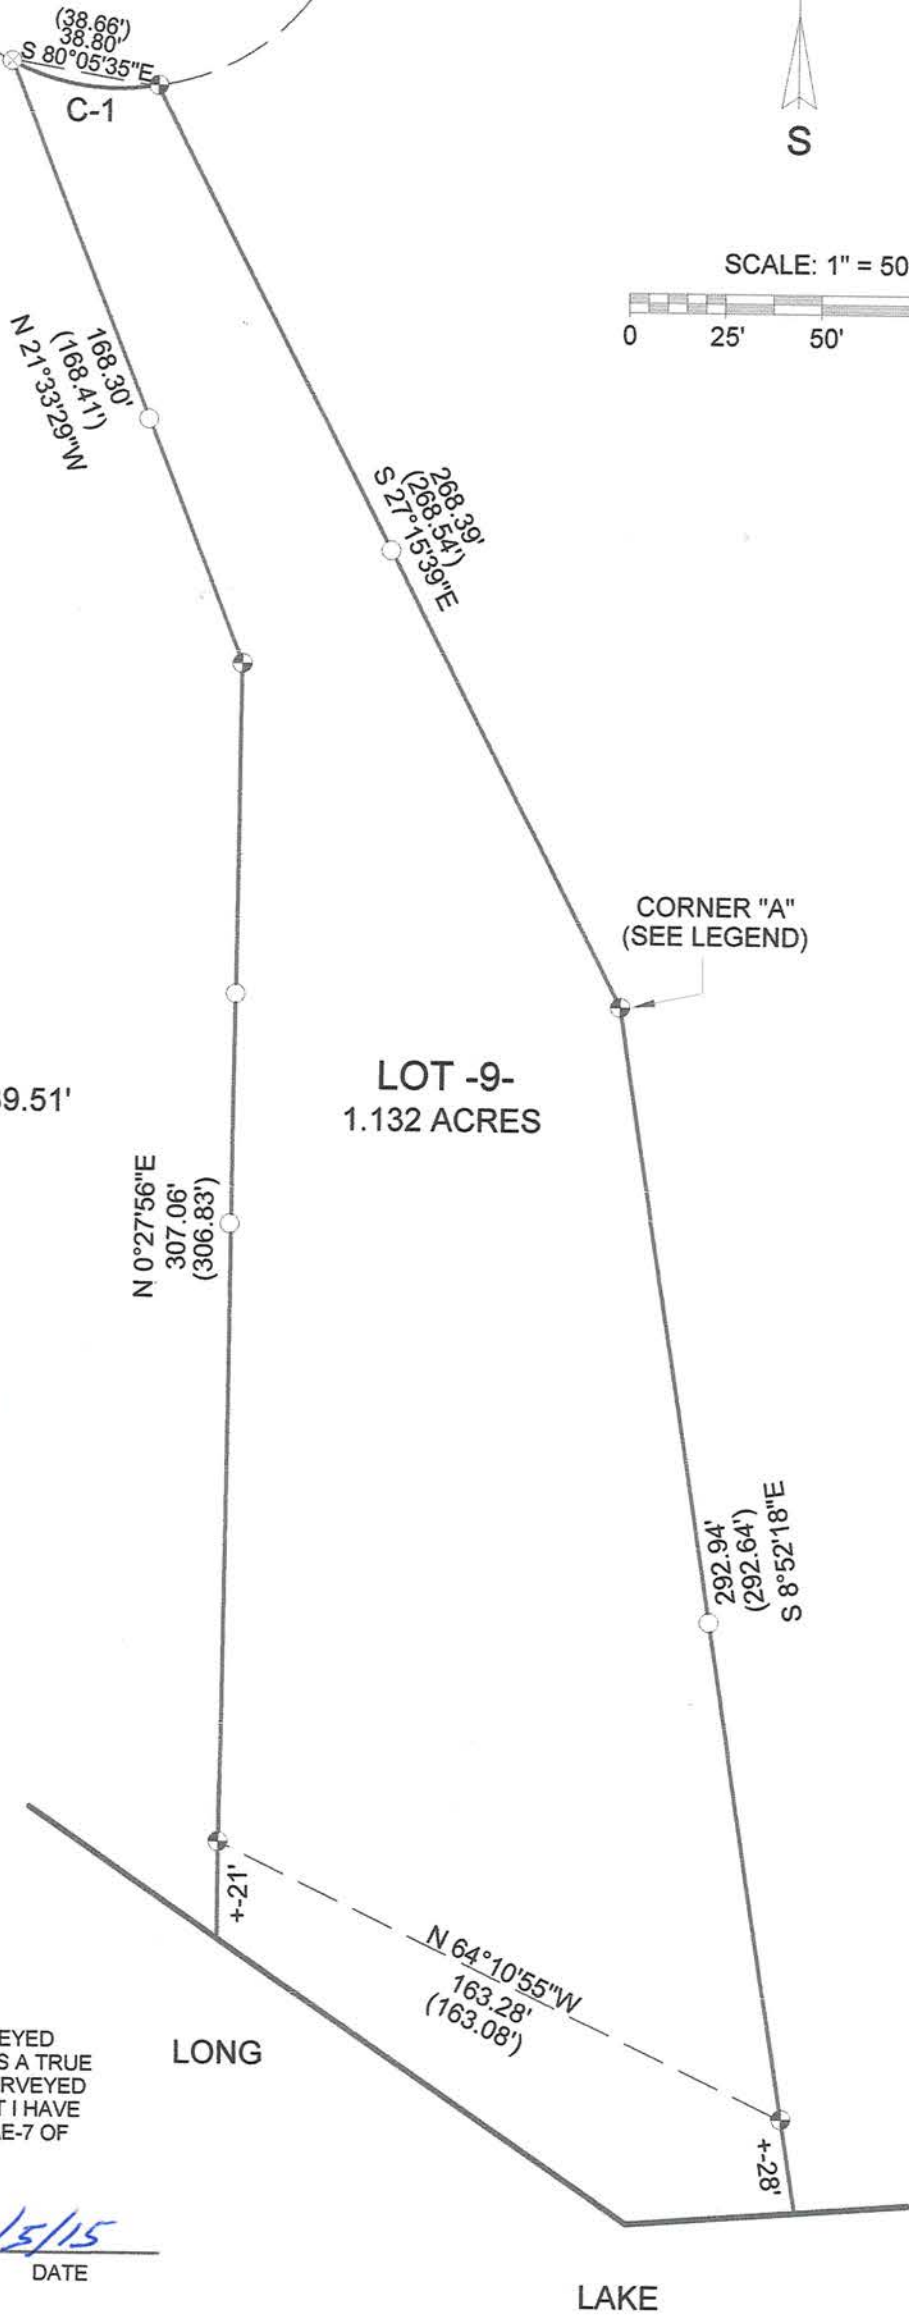 (38.66')
38.80'
S 80°05'35"E
C-1
S
SCALE: 1" = 50
0 25' 50'
168.30'
(168.41')
N 21°33'29"W
268.39'
(268.54')
S 27°15'39"E
CORNER "A"
(SEE LEGEND)
LOT -9-
1.132 ACRES
9.51'
N 0°27'56"E
307.06'
(306.83')
292.94'
(292.64')
S 8°52'18"E
+-21'
N 64°10'55"W
163.28'
(163.08')
+-28'
LONG
EYED
S A TRUE
RVEYED
T I HAVE
E-7 OF
/5/15
DATE
LAKE